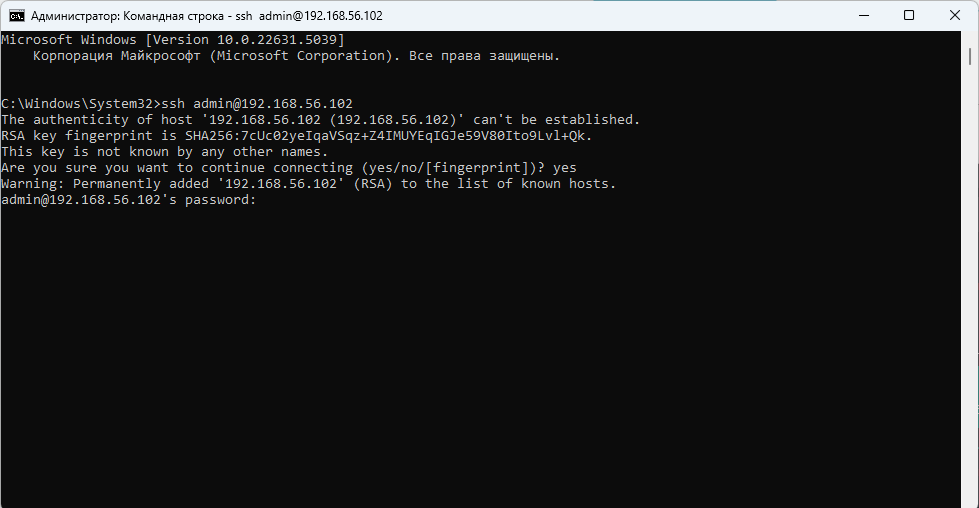 Администратор: Командная строка - ssh admin@192.168.56.102
Microsoft Windows [Version 10.0.22631.5039]
Корпорация Майкрософт (Microsoft Corporation). Все права защищены.
C:\Windows\System32>ssh admin@192.168.56.102
The authenticity of host '192.168.56.102 (192.168.56.102)' can't be established.
RSA key fingerprint is SHA256:7cUc02yeIqaVSqz+Z4IMUYEqIGJe59V80Ito9Lvl+Qk.
This key is not known by any other names.
Are you sure you want to continue connecting (yes/no/[fingerprint])? yes
Warning: Permanently added '192.168.56.102' (RSA) to the list of known hosts.
admin@192.168.56.102's password: